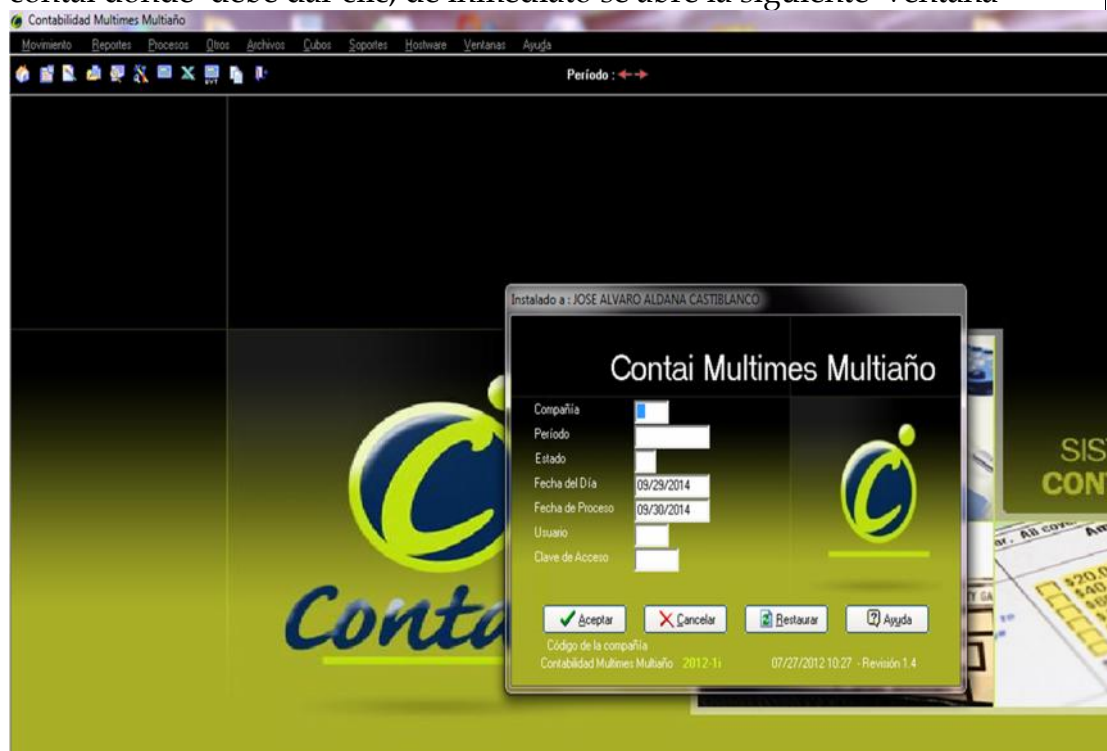 contai donde debe dar clic, de inmediato se abre la siguiente ventana
Contabilidad Multimes Multiaño
Movimiento Reportes Procesos Otros Archivos Cubos Soportes Hostware Ventanas Ayuda
Período :
Instalado a : JOSE ALVARO ALDANA CASTIBLANCO
Contai Multimes Multiaño
Compañía
Período
Estado
Fecha del Día 09/29/2014
Fecha de Proceso 09/30/2014
Usuario
Clave de Acceso
Aceptar Cancelar Restaurar Ayuda
Código de la compañía
Contabilidad Multimes Multiaño 2012-1i 07/27/2012 10:27 - Revisión 1.4
Conta
SIS
CON